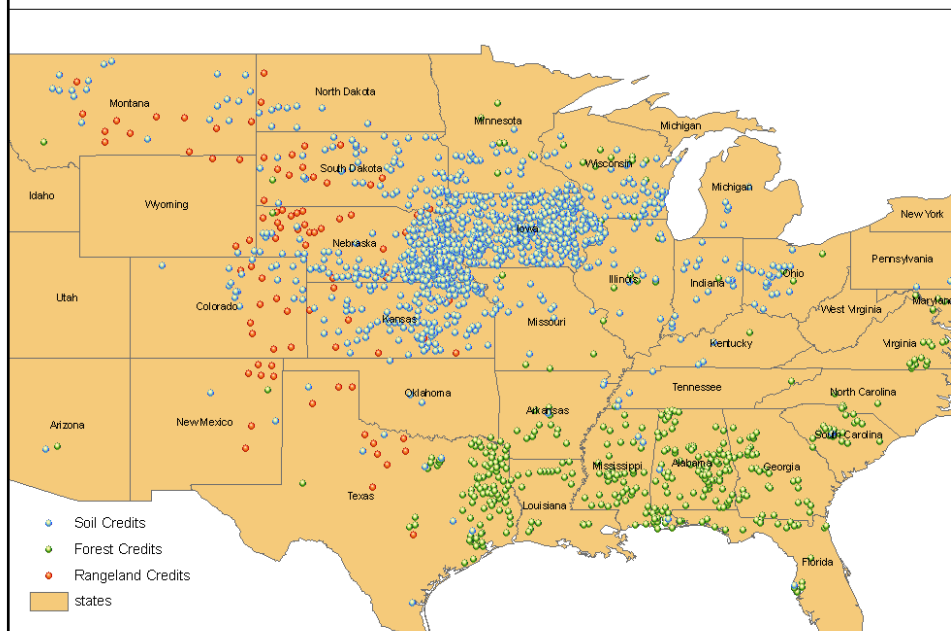 North Dakota
Montana
Minnesota
Michigan
South Dakota
Wisconsin
Idaho
Michigan
Wyoming
New York
Iowa
Nebraska
Pennsylvania
Ohio
Utah
Illinois
Indiana
Colorado
Maryland
West Virginia
Kansas
Missouri
Virginia
Kentucky
Tennessee
Oklahoma
North Carolina
Arkansas
New Mexico
Arizona
South Carolina
Mississippi
Alabama
Georgia
Texas
Louisiana
Soil Credits
Forest Credits
Florida
Rangeland Credits
states